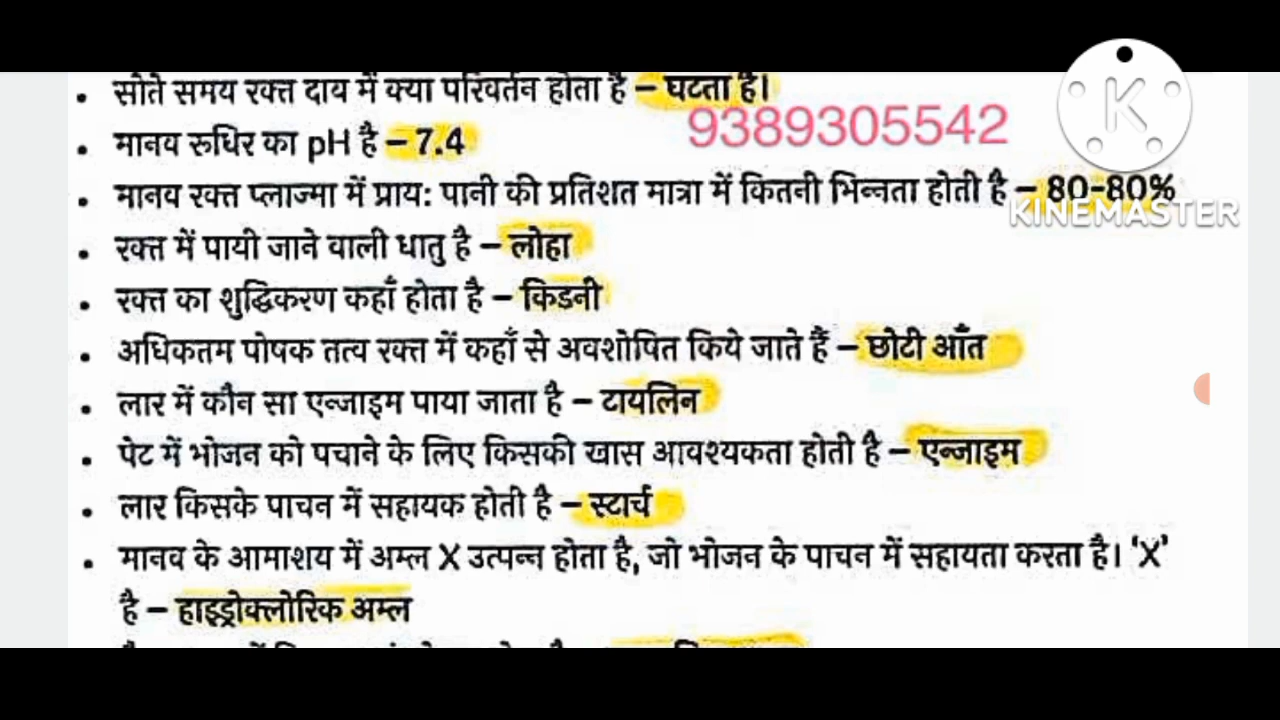 • सोते समय रक्त दाय में क्या परिवर्तन होता है – घटता है।
9389305542
K
• मानव रुधिर का pH है – 7.4
• मानव रक्त प्लाज्मा में प्राय: पानी की प्रतिशत मात्रा में कितनी भिन्नता होती है – 80-80%
KINEMASTER
• रक्त में पायी जाने वाली धातु है – लोहा
• रक्त का शुद्धिकरण कहाँ होता है – किडनी
• अधिकतम पोषक तत्व रक्त में कहाँ से अवशोषित किये जाते हैं – छोटी आँत
• लार में कौन सा एन्जाइम पाया जाता है – टायलिन
• पेट में भोजन को पचाने के लिए किसकी खास आवश्यकता होती है – एन्जाइम
• लार किसके पाचन में सहायक होती है – स्टार्च
• मानव के आमाशय में अम्ल X उत्पन्न होता है, जो भोजन के पाचन में सहायता करता है। ‘X’
है – हाइड्रोक्लोरिक अम्ल